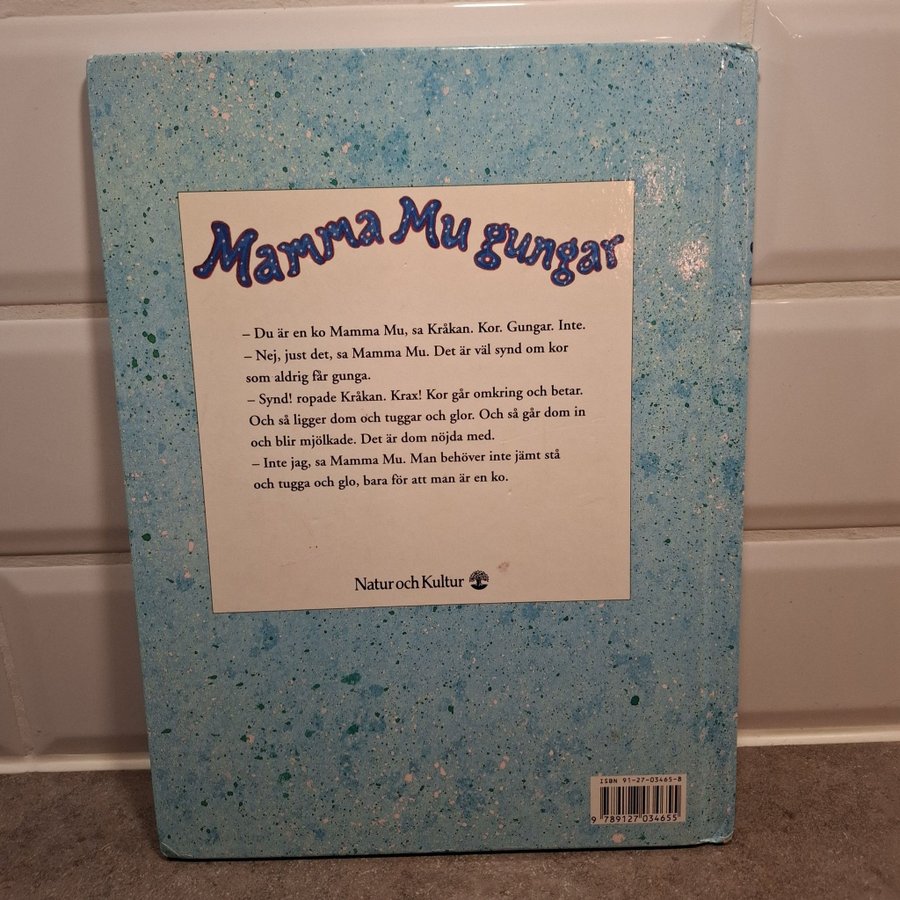 Mamma Mu gungar
– Du är en ko Mamma Mu, sa Kråkan. Kor. Gungar. Inte.
– Nej, just det, sa Mamma Mu. Det är väl synd om kor
som aldrig får gunga.
– Synd! ropade Kråkan. Krax! Kor går omkring och betar.
Och så ligger dom och tuggar och glor. Och så går dom in
och blir mjölkade. Det är dom nöjda med.
– Inte jag, sa Mamma Mu. Man behöver inte jämt stå
och tugga och glo, bara för att man är en ko.
Natur och Kultur
ISBN 91-27-03465-8
9 789127 034655